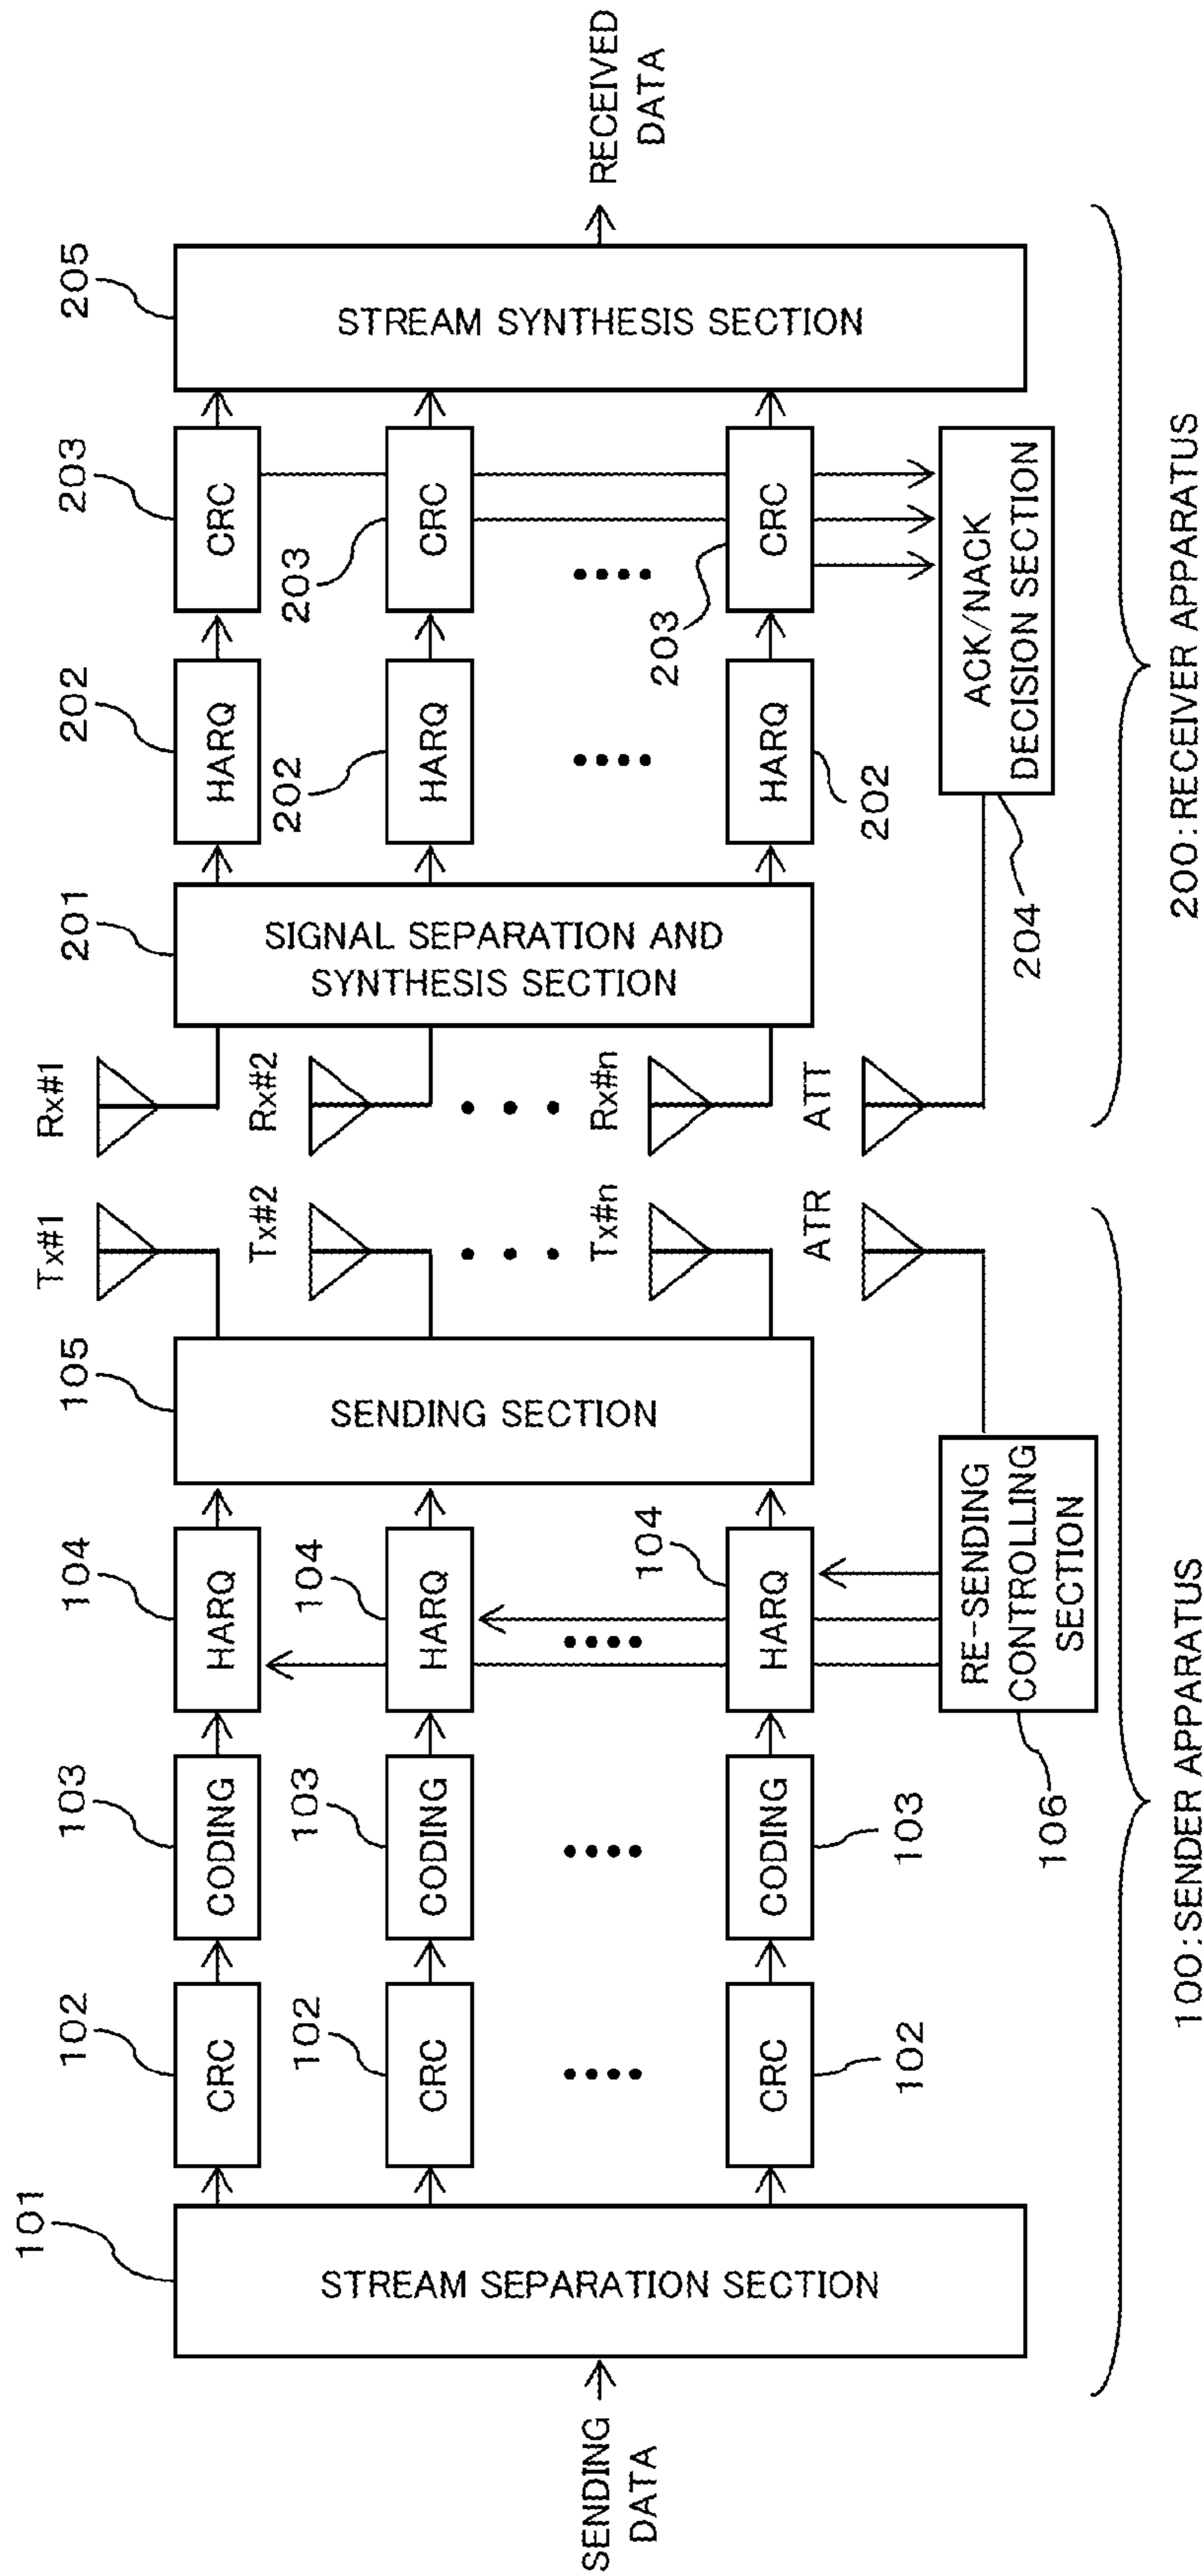 SENDING
DATA
101
STREAM SEPARATION SECTION
102
CRC
102
CRC
102
CRC
103
CODING
103
CODING
103
CODING
104
HARQ
104
HARQ
104
HARQ
105
SENDING SECTION
106
RE-SENDING
CONTROLLING
SECTION
Tx#1
Tx#2
Tx#n
ATR
100:SENDER APPARATUS
Rx#1
Rx#2
Rx#n
ATT
201
SIGNAL SEPARATION AND
SYNTHESIS SECTION
202
HARQ
202
HARQ
202
HARQ
203
CRC
203
CRC
203
CRC
204
ACK/NACK
DECISION SECTION
205
STREAM SYNTHESIS SECTION
RECEIVED
DATA
200:RECEIVER APPARATUS